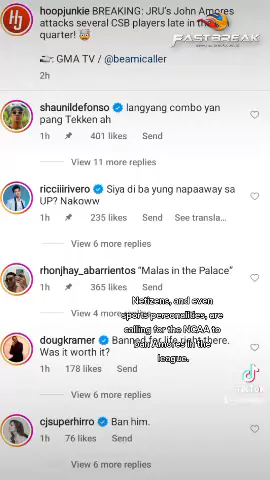 hoopjunkie BREAKING: JRU's John Amores
attacks several CSB players late in the
quarter!
FASTBREAK
: GMA TV / @beamicaller
2h
shaunildefonso langyang combo yan
pang Tekken ah
1h 401 likes Send
View 11 more replies
ricciiirivero Siya di ba yung napaaway sa
UP? Nakoww
1h 235 likes Send See transla...
View 6 more replies
rhonjhay_abarrientos “Malas in the Palace”
1h 365 likes Send
View 4 more replies
Netizens, and even
sports personalities, are
calling for the NCAA to
ban Amores in the
league.
dougkramer Banned for life right there.
Was it worth it?
1h 178 likes Send
View 6 more replies
TikTok
cjsuperhirro Ban him.
1h 76 likes Send
View 6 more replies